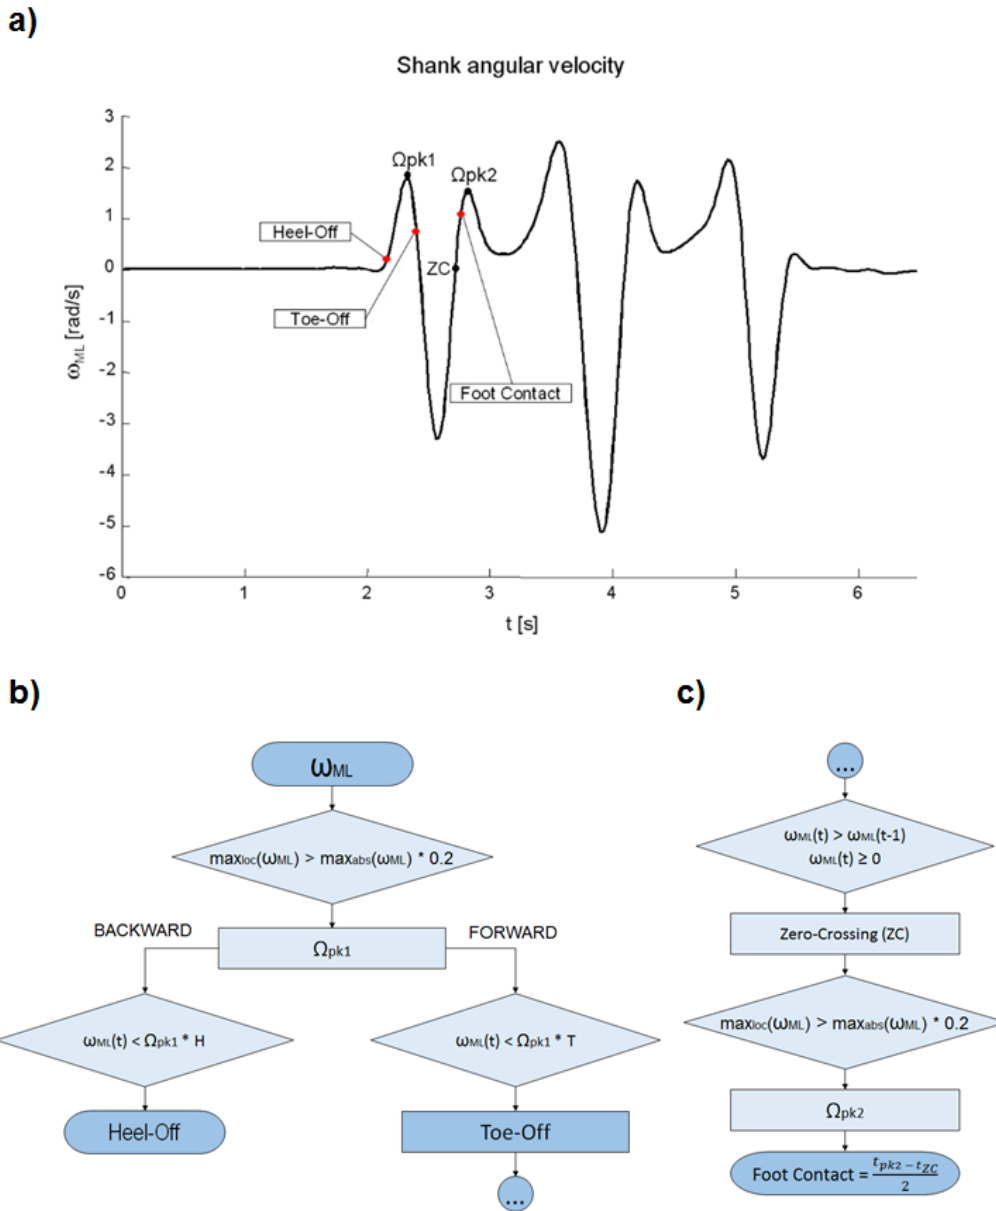 a)
Shank angular velocity
3
2
1
0
-1
-2
-3
-4
-5
-6
ω_ML [rad/s]
Ωpk1
Ωpk2
Heel-Off
ZC
Toe-Off
Foot Contact
0 1 2 3 4 5 6
t [s]
b)
ωML
maxloc(ωML) > maxabs(ωML) * 0.2
BACKWARD
FORWARD
Ωpk1
ωML(t) < Ωpk1 * H
ωML(t) < Ωpk1 * T
Heel-Off
Toe-Off
...
c)
...
ωML(t) > ωML(t-1)
ωML(t) ≥ 0
Zero-Crossing (ZC)
maxloc(ωML) > maxabs(ωML) * 0.2
Ωpk2
Foot Contact = (t_pk2 − t_ZC)/2